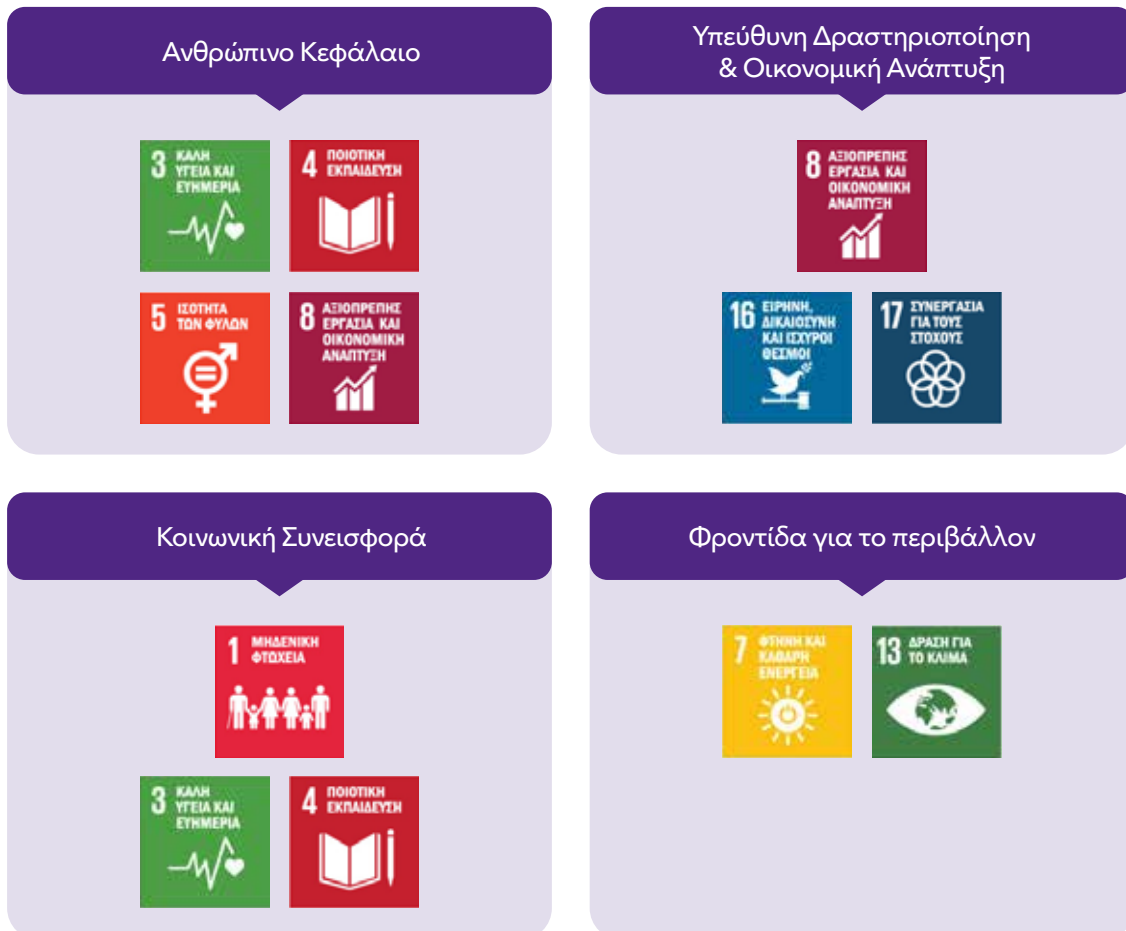 Ανθρώπινο Κεφάλαιο
3 ΚΑΛΗ
ΥΓΕΙΑ ΚΑΙ
ΕΥΗΜΕΡΙΑ
4 ΠΟΙΟΤΙΚΗ
ΕΚΠΑΙΔΕΥΣΗ
5 ΙΣΟΤΗΤΑ
ΤΩΝ ΦΥΛΩΝ
8 ΑΞΙΟΠΡΕΠΗΣ
ΕΡΓΑΣΙΑ ΚΑΙ
ΟΙΚΟΝΟΜΙΚΗ
ΑΝΑΠΤΥΞΗ
Υπεύθυνη Δραστηριοποίηση
& Οικονομική Ανάπτυξη
8 ΑΞΙΟΠΡΕΠΗΣ
ΕΡΓΑΣΙΑ ΚΑΙ
ΟΙΚΟΝΟΜΙΚΗ
ΑΝΑΠΤΥΞΗ
16 ΕΙΡΗΝΗ,
ΔΙΚΑΙΟΣΥΝΗ
ΚΑΙ ΙΣΧΥΡΟΙ
ΘΕΣΜΟΙ
17 ΣΥΝΕΡΓΑΣΙΑ
ΓΙΑ ΤΟΥΣ
ΣΤΟΧΟΥΣ
Κοινωνική Συνεισφορά
1 ΜΗΔΕΝΙΚΗ
ΦΤΩΧΕΙΑ
3 ΚΑΛΗ
ΥΓΕΙΑ ΚΑΙ
ΕΥΗΜΕΡΙΑ
4 ΠΟΙΟΤΙΚΗ
ΕΚΠΑΙΔΕΥΣΗ
Φροντίδα για το περιβάλλον
7 ΦΤΗΝΗ ΚΑΙ
ΚΑΘΑΡΗ
ΕΝΕΡΓΕΙΑ
13 ΔΡΑΣΗ ΓΙΑ
ΤΟ ΚΛΙΜΑ